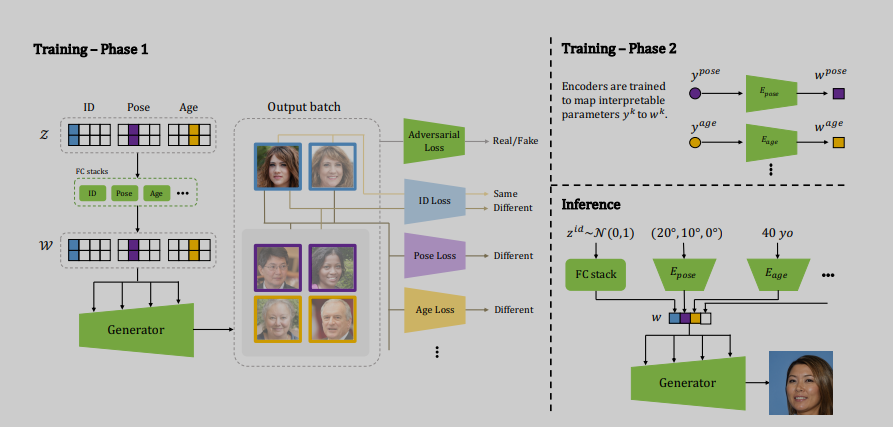 Training – Phase 1
ID Pose Age
Z
FC stacks
ID Pose Age •••
W
Generator
Output batch
Adversarial
Loss
Real/Fake
ID Loss
Same
Different
Pose Loss
Different
Age Loss
Different
Training – Phase 2
Encoders are trained
to map interpretable
parameters y^k to w^k.
y^pose
E_pose
w^pose
y^age
E_age
w^age
Inference
z^id~N(0,1) (20°, 10°, 0°) 40 yo
FC stack E_pose E_age •••
w
Generator